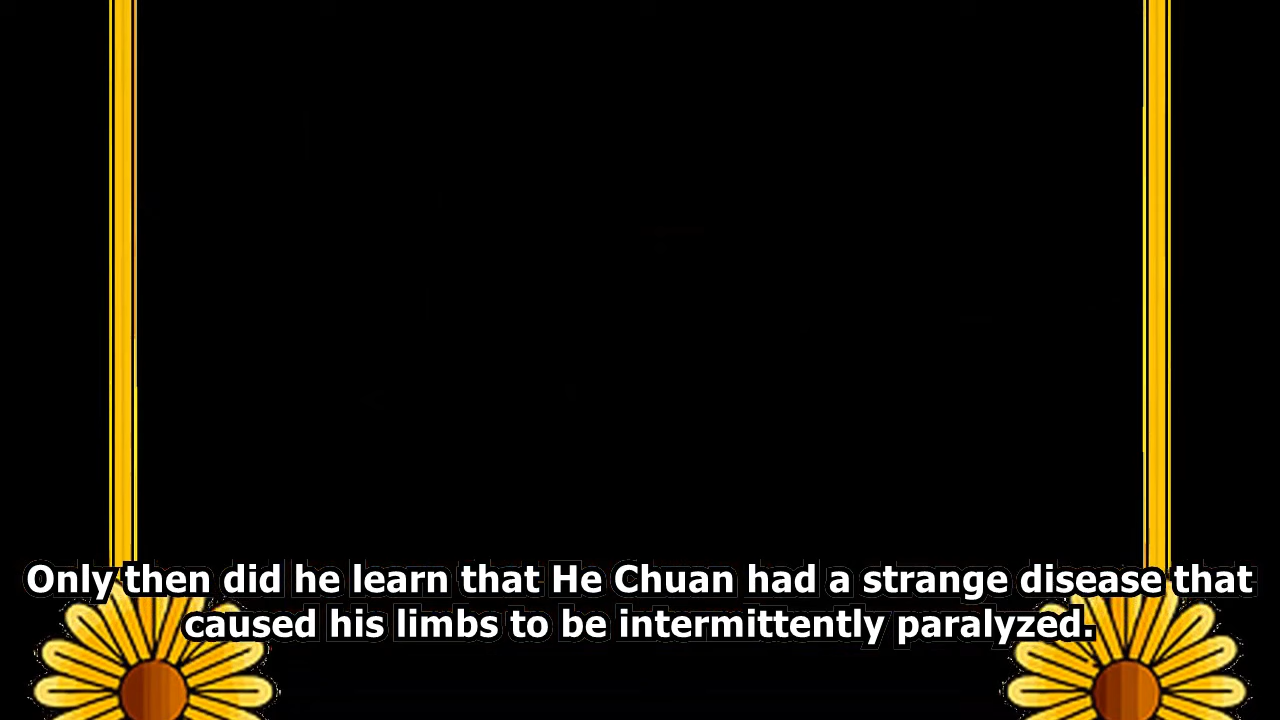 Only then did he learn that He Chuan had a strange disease that
caused his limbs to be intermittently paralyzed.